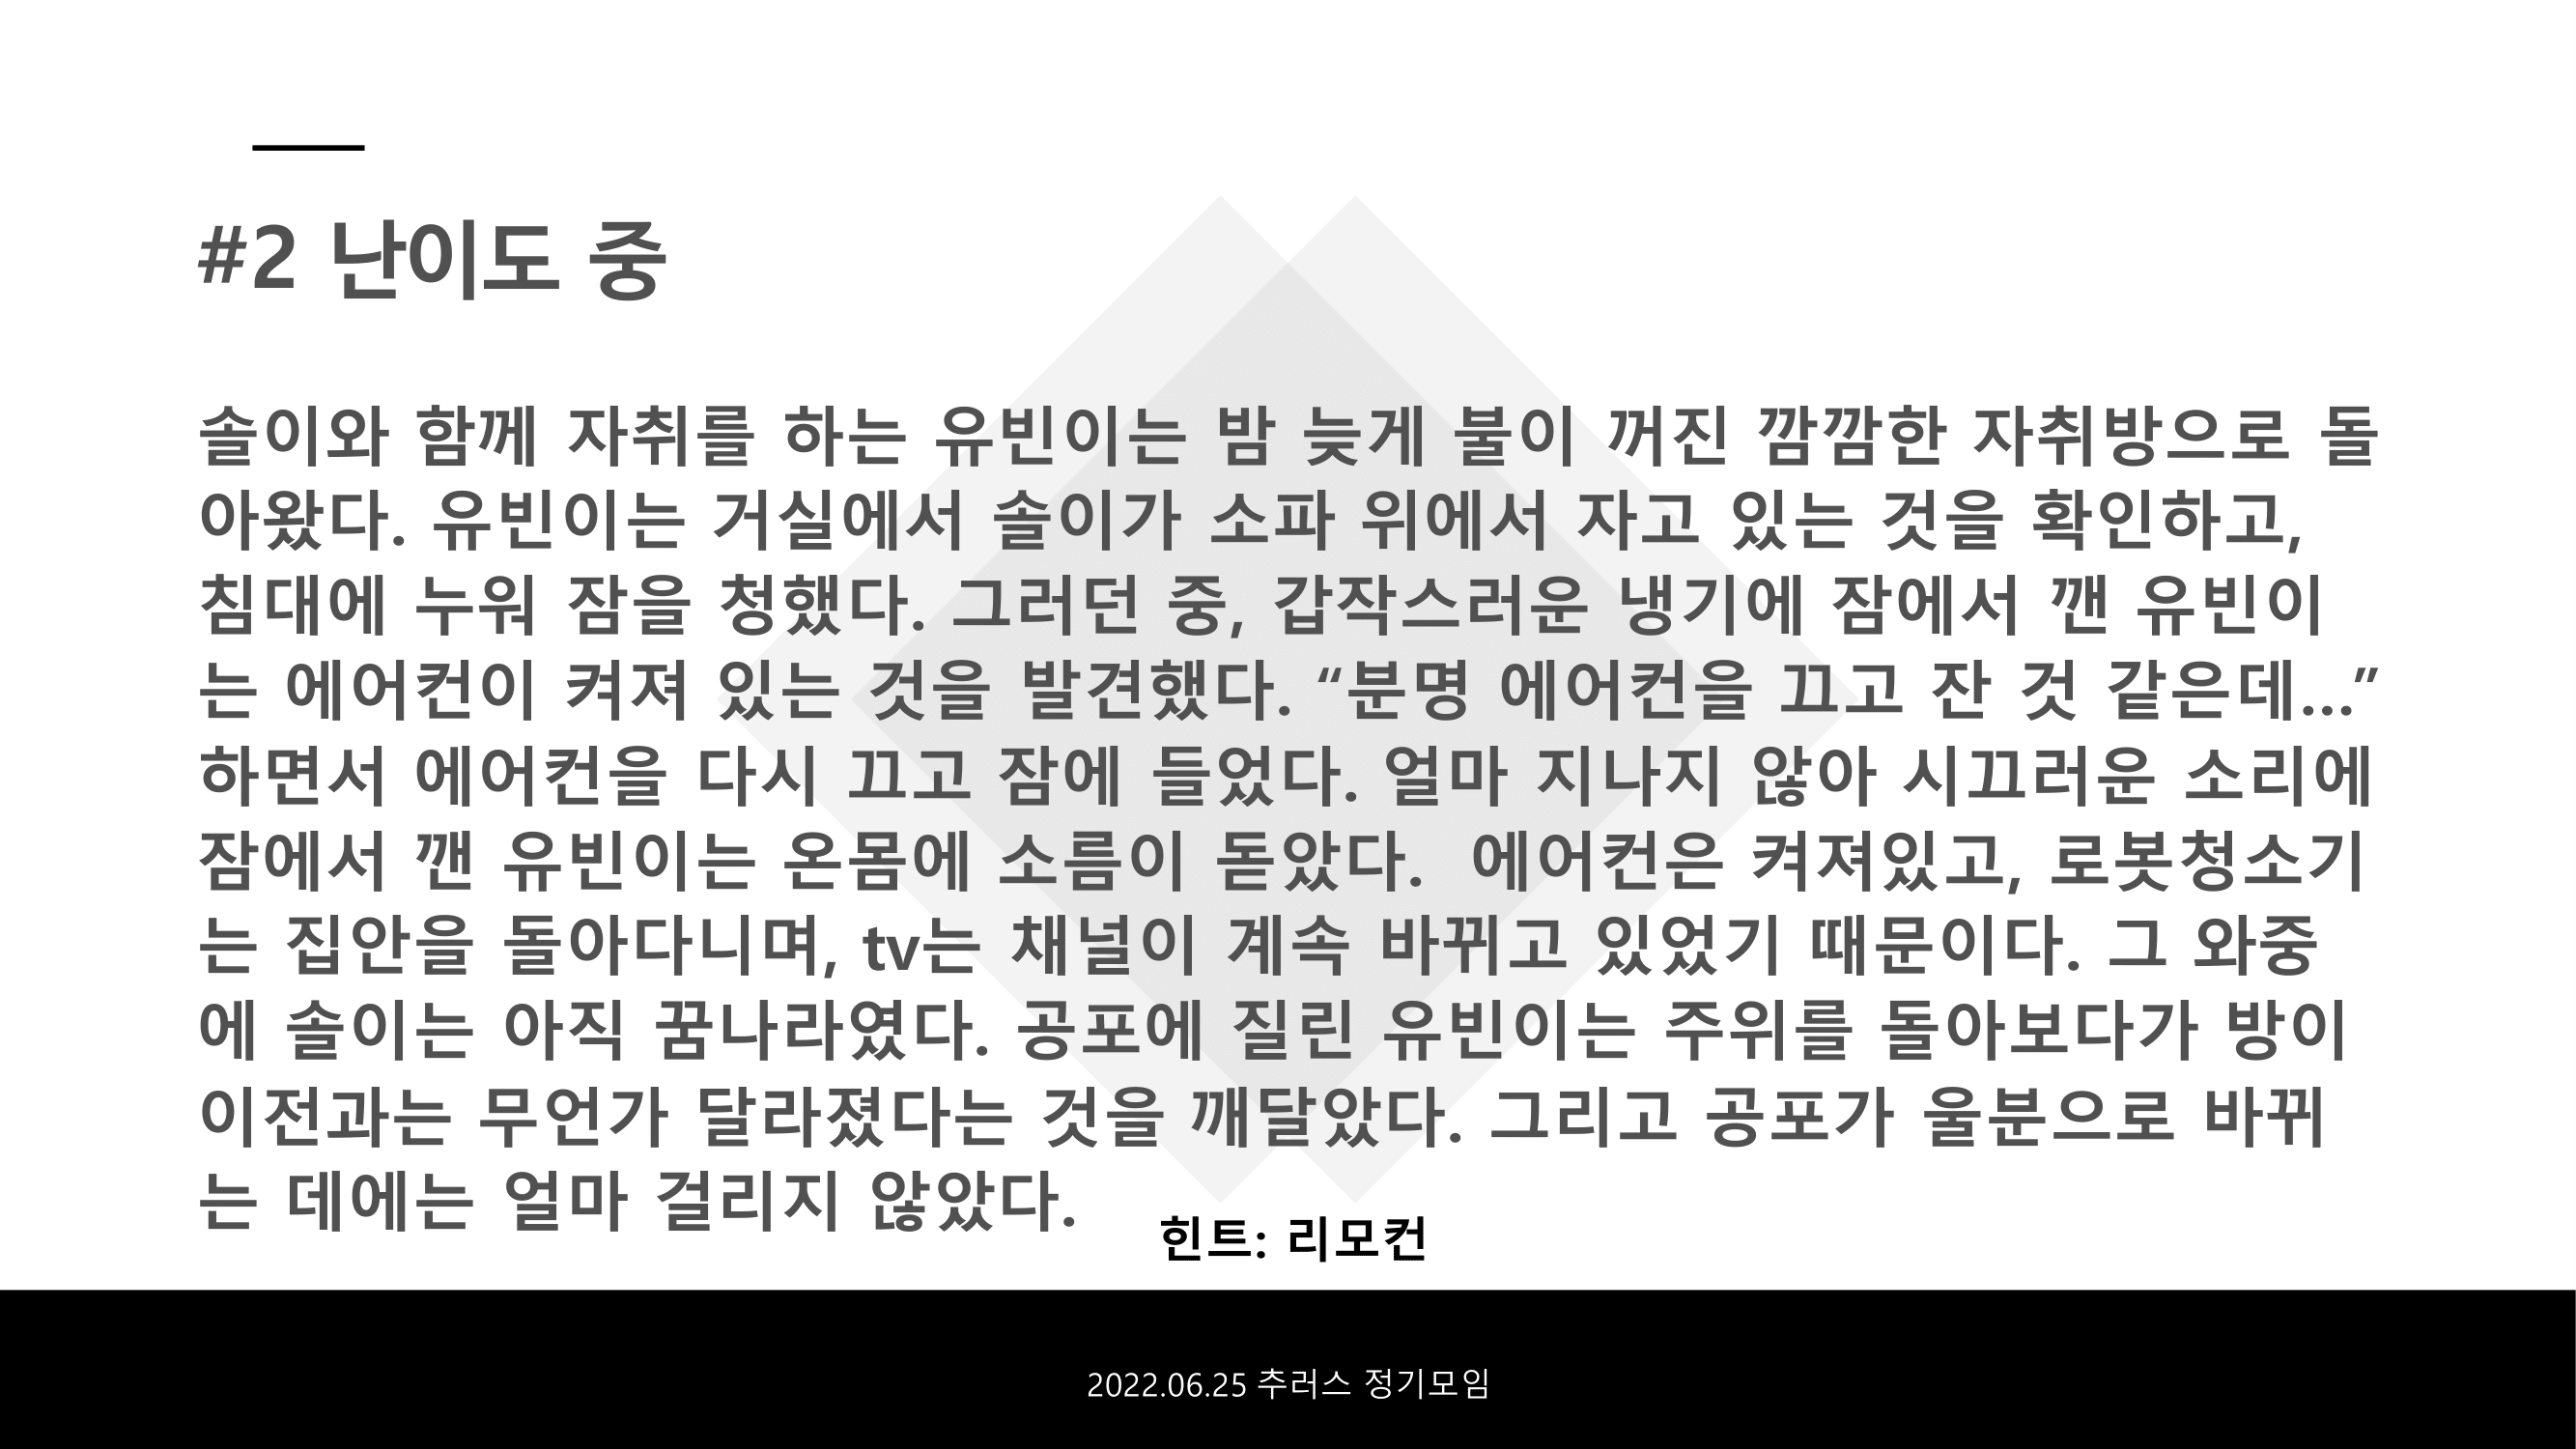 #2 난이도 중
솔이와 함께 자취를 하는 유빈이는 밤 늦게 불이 꺼진 깜깜한 자취방으로 돌
아왔다. 유빈이는 거실에서 솔이가 소파 위에서 자고 있는 것을 확인하고,
침대에 누워 잠을 청했다. 그러던 중, 갑작스러운 냉기에 잠에서 깬 유빈이
는 에어컨이 켜져 있는 것을 발견했다. “분명 에어컨을 끄고 잔 것 같은데…”
하면서 에어컨을 다시 끄고 잠에 들었다. 얼마 지나지 않아 시끄러운 소리에
잠에서 깬 유빈이는 온몸에 소름이 돋았다.  에어컨은 켜져있고, 로봇청소기
는 집안을 돌아다니며, tv는 채널이 계속 바뀌고 있었기 때문이다. 그 와중
에 솔이는 아직 꿈나라였다. 공포에 질린 유빈이는 주위를 돌아보다가 방이
이전과는 무언가 달라졌다는 것을 깨달았다. 그리고 공포가 울분으로 바뀌
는 데에는 얼마 걸리지 않았다.
힌트: 리모컨
2022.06.25 추러스 정기모임